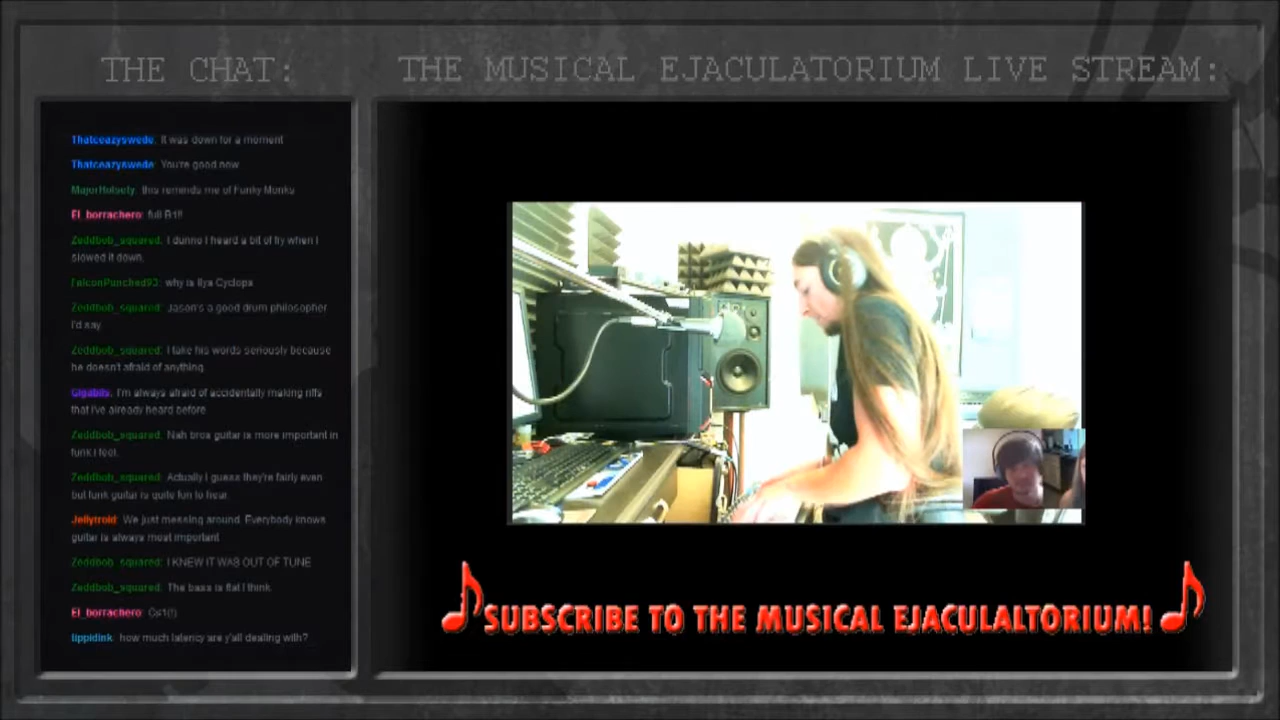 THE CHAT:
THE MUSICAL EJACULATORIUM LIVE STREAM:
Thatceazyswede: It was down for a moment
Thatceazyswede: You're good now
MajorHolsety: this reminds me of Funky Monks
El_borrachero: full B1!!
Zeddbob_squared: I dunno I heard a bit of fry when I
slowed it down.
FalconPunched93: why is Ilya Cyclops
Zeddbob_squared: Jason's a good drum philosopher
I'd say
Zeddbob_squared: I take his words seriously because
he doesn't afraid of anything.
Gigabits: I'm always afraid of accidentally making riffs
that i've already heard before
Zeddbob_squared: Nah bros guitar is more important in
funk I feel.
Zeddbob_squared: Actually I guess they're fairly even
but funk guitar is quite fun to hear.
Jellytroid: We just messing around. Everybody knows
guitar is always most important
Zeddbob_squared: I KNEW IT WAS OUT OF TUNE
Zeddbob_squared: The bass is flat I think.
El_borrachero:
lippidink: how much latency are y'all dealing with?
SUBSCRIBE TO THE MUSICAL EJACULALTORIUM!